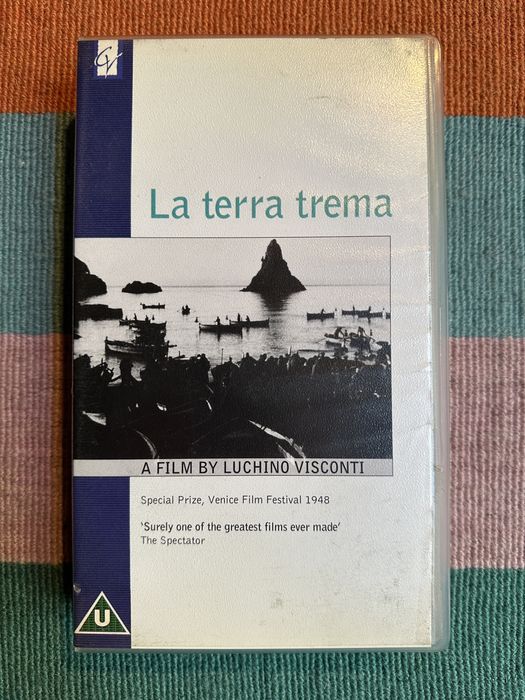 CV
La terra trema
A FILM BY LUCHINO VISCONTI
Special Prize, Venice Film Festival 1948
'Surely one of the greatest films ever made'
The Spectator
U